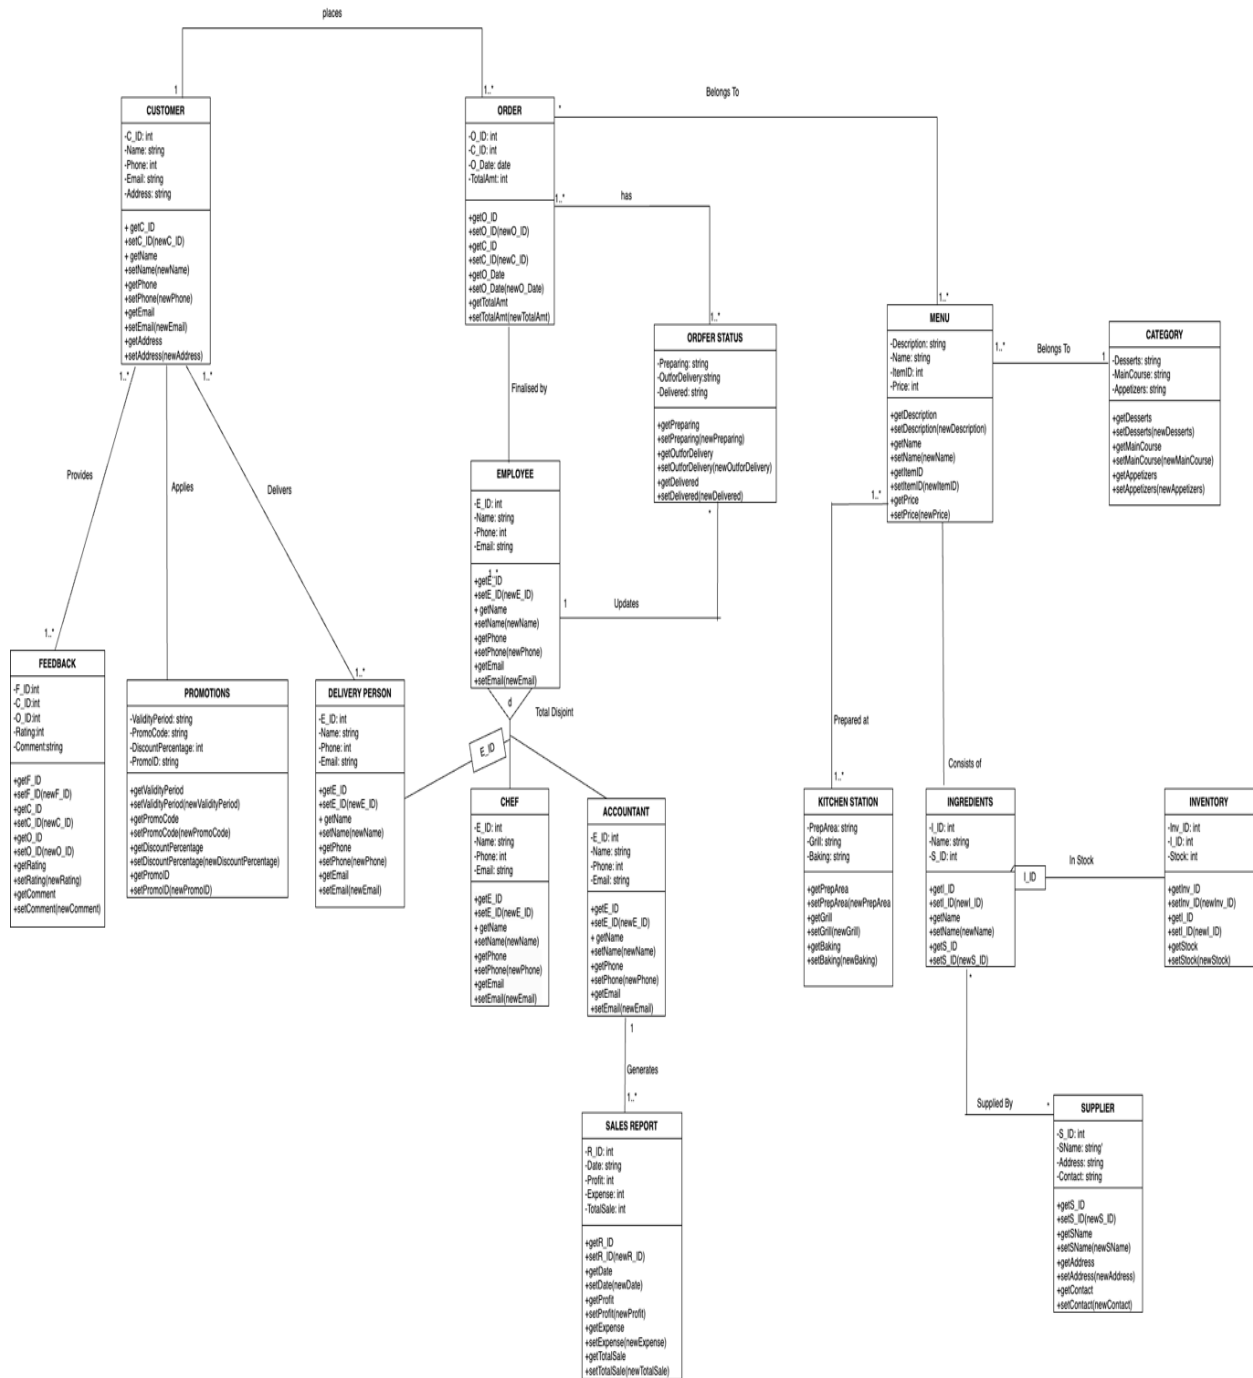 places
1
1..*
CUSTOMER
-C_ID: int
-Name: string
-Phone: int
-Email: string
-Address: string
+ getC_ID
+setC_ID(newC_ID)
+ getName
+setName(newName)
+getPhone
+setPhone(newPhone)
+getEmail
+setEmail(newEmail)
+getAddress
+setAddress(newAddress)
1..*
1..*
ORDER
-O_ID: int
-C_ID: int
-O_Date: date
-TotalAmt: int
+getO_ID
+setO_ID(newO_ID)
+getC_ID
+setC_ID(newC_ID)
+getO_Date
+setO_Date(newO_Date)
+getTotalAmt
+setTotalAmt(newTotalAmt)
*
Belongs To
1..*
1..*
has
1..*
ORDFER STATUS
-Preparing: string
-OutforDelivery:string
-Delivered: string
+getPreparing
+setPreparing(newPreparing)
+getOutforDelivery
+setOutforDelivery(newOutforDelivery)
+getDelivered
+setDelivered(newDelivered)
*
MENU
-Description: string
-Name: string
-ItemID: int
-Price: int
+getDescription
+setDescription(newDescription)
+getName
+setName(newName)
+getItemID
+setItemID(newItemID)
+getPrice
+setPrice(newPrice)
1..*
Belongs To
1
CATEGORY
-Desserts: string
-MainCourse: string
-Appetizers: string
+getDesserts
+setDesserts(newDesserts)
+getMainCourse
+setMainCourse(newMainCourse)
+getAppetizers
+setAppetizers(newAppetizers)
Finalised by
EMPLOYEE
-E_ID: int
-Name: string
-Phone: int
-Email: string
1..*
+getE_ID
+setE_ID(newE_ID)
+ getName
+setName(newName)
+getPhone
+setPhone(newPhone)
+getEmail
+setEmail(newEmail)
1
Updates
d
Total Disjoint
E_ID
Provides
Applies
Delivers
1..*
1..*
FEEDBACK
-F_ID:int
-C_ID:int
-O_ID:int
-Rating:int
-Comment:string
+getF_ID
+setF_ID(newF_ID)
+getC_ID
+setC_ID(newC_ID)
+getO_ID
+setO_ID(newO_ID)
+getRating
+setRating(newRating)
+getComment
+setComment(newComment)
PROMOTIONS
-ValidityPeriod: string
-PromoCode: string
-DiscountPercentage: int
-PromoID: string
+getValidityPeriod
+setValidityPeriod(newValidityPeriod)
+getPromoCode
+setPromoCode(newPromoCode)
+getDiscountPercentage
+setDiscountPercentage(newDiscountPercentage)
+getPromoID
+setPromoID(newPromoID)
DELIVERY PERSON
-E_ID: int
-Name: string
-Phone: int
-Email: string
+getE_ID
+setE_ID(newE_ID)
+ getName
+setName(newName)
+getPhone
+setPhone(newPhone)
+getEmail
+setEmail(newEmail)
CHEF
-E_ID: int
-Name: string
-Phone: int
-Email: string
+getE_ID
+setE_ID(newE_ID)
+ getName
+setName(newName)
+getPhone
+setPhone(newPhone)
+getEmail
+setEmail(newEmail)
ACCOUNTANT
-E_ID: int
-Name: string
-Phone: int
-Email: string
+getE_ID
+setE_ID(newE_ID)
+ getName
+setName(newName)
+getPhone
+setPhone(newPhone)
+getEmail
+setEmail(newEmail)
1
Generates
1..*
SALES REPORT
-R_ID: int
-Date: string
-Profit: int
-Expense: int
-TotalSale: int
+getR_ID
+setR_ID(newR_ID)
+getDate
+setDate(newDate)
+getProfit
+setProfit(newProfit)
+getExpense
+setExpense(newExpense)
+getTotalSale
+setTotalSale(newTotalSale)
1..*
Prepared at
1..*
KITCHEN STATION
-PrepArea: string
-Grill: string
-Baking: string
+getPrepArea
+setPrepArea(newPrepArea
+getGrill
+setGrill(newGrill)
+getBaking
+setBaking(newBaking)
Consists of
INGREDIENTS
-I_ID: int
-Name: string
-S_ID: int
+getI_ID
+setI_ID(newI_ID)
+getName
+setName(newName)
+getS_ID
+setS_ID(newS_ID)
*
I_ID
In Stock
INVENTORY
-Inv_ID: int
-I_ID: int
-Stock: int
+getInv_ID
+setInv_ID(newInv_ID)
+getI_ID
+setI_ID(newI_ID)
+getStock
+setStock(newStock)
Supplied By
*
SUPPLIER
-S_ID: int
-SName: string'
-Address: string
-Contact: string
+getS_ID
+setS_ID(newS_ID)
+getSName
+setSName(newSName)
+getAddress
+setAddress(newAddress)
+getContact
+setContact(newContact)